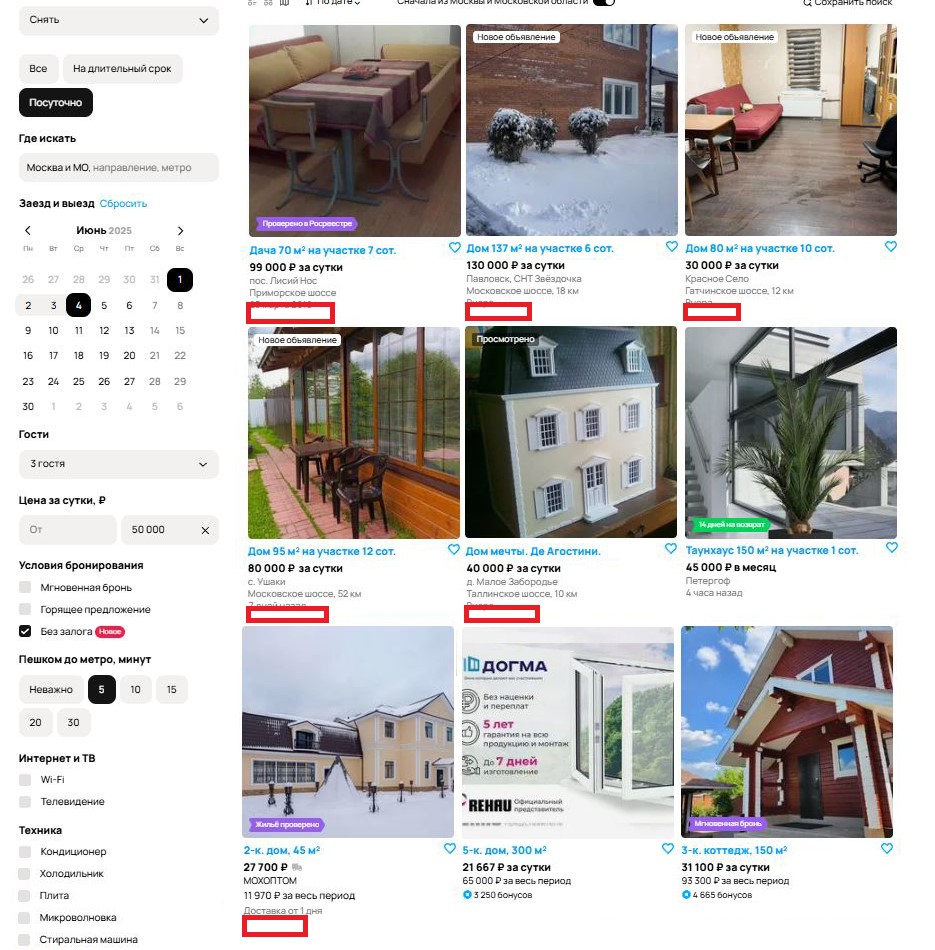 Снять
По дате
Сначала из Москвы и Московской области
Сохранить поиск
Все
На длительный срок
Посуточно
Где искать
Москва и МО, направление, метро
Заезд и выезд Сбросить
Июнь 2025
Пн Вт Ср Чт Пт Сб Вс
26 27 28 29 30 31 1
2 3 4 5 6 7 8
9 10 11 12 13 14 15
16 17 18 19 20 21 22
23 24 25 26 27 28 29
30 1 2 3 4 5 6
Гости
3 гостя
Цена за сутки, ₽
От
50 000
Условия бронирования
Мгновенная бронь
Горящее предложение
Без залога Новое
Пешком до метро, минут
Неважно 5 10 15
20 30
Интернет и ТВ
Wi-Fi
Телевидение
Техника
Кондиционер
Холодильник
Плита
Микроволновка
Стиральная машина
Проверено в Росреестре
Дача 70 м² на участке 7 сот.
99 000 ₽ за сутки
пос. Лисий Нос
Приморское шоссе
Новое объявление
Дом 137 м² на участке 6 сот.
130 000 ₽ за сутки
Павловск, СНТ Звёздочка
Московское шоссе, 18 км
Новое объявление
Дом 80 м² на участке 10 сот.
30 000 ₽ за сутки
Красное Село
Гатчинское шоссе, 12 км
Новое объявление
Дом 95 м² на участке 12 сот.
80 000 ₽ за сутки
с. Ушаки
Московское шоссе, 52 км
Просмотрено
Дом мечты. Де Агостини.
40 000 ₽ за сутки
д. Малое Забородье
Таллинское шоссе, 10 км
14 дней на возврат
Таунхаус 150 м² на участке 1 сот.
45 000 ₽ в месяц
Петергоф
4 часа назад
Жильё проверено
2-к. дом, 45 м²
27 700 ₽
МОХОПТОМ
11 970 ₽ за весь период
Доставка от 1 дня
ДОГМА
Без наценки
и переплат
5 лет
гарантия на всю
продукцию и монтаж
До 7 дней
изготовление
REHAU Официальный
представитель
5-к. дом, 300 м²
21 667 ₽ за сутки
65 000 ₽ за весь период
3 250 бонусов
Мгновенная бронь
3-к. коттедж, 150 м²
31 100 ₽ за сутки
93 300 ₽ за весь период
4 665 бонусов